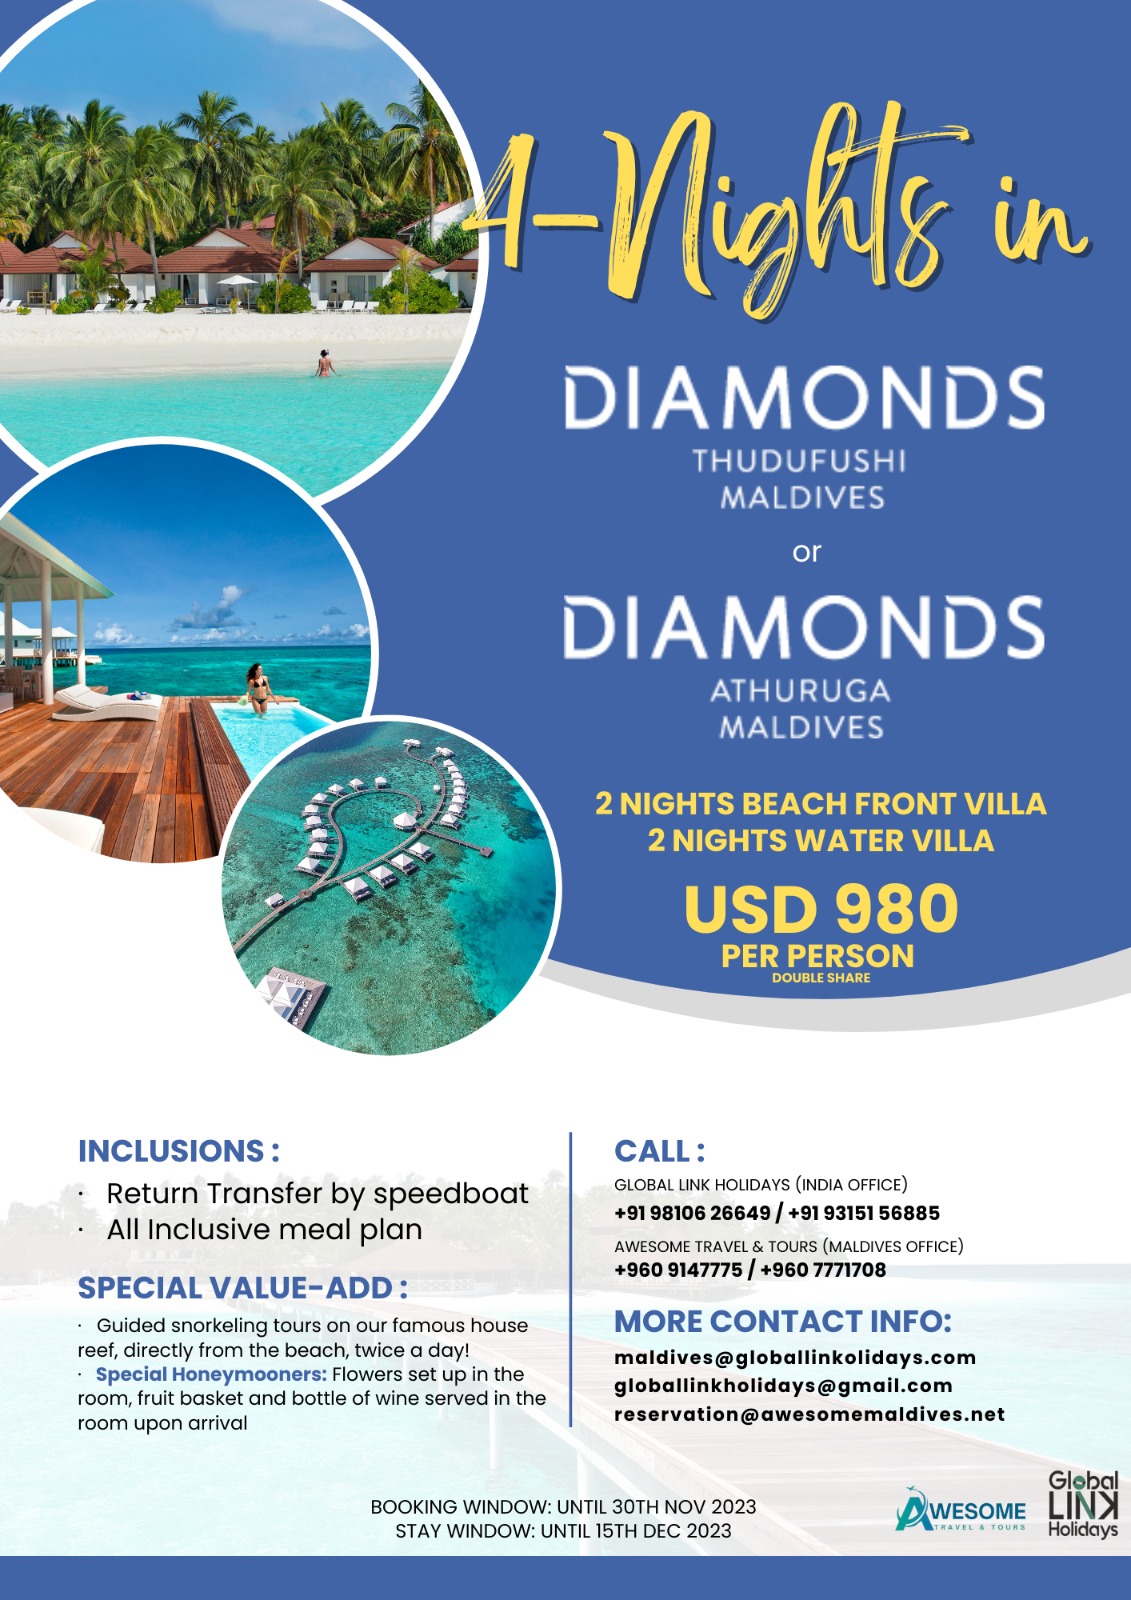 4-Nights in
DIAMONDS
THUDUFUSHI
MALDIVES
or
DIAMONDS
ATHURUGA
MALDIVES
2 NIGHTS BEACH FRONT VILLA
2 NIGHTS WATER VILLA
USD 980
PER PERSON
DOUBLE SHARE
INCLUSIONS :
· Return Transfer by speedboat
· All Inclusive meal plan
SPECIAL VALUE-ADD :
· Guided snorkeling tours on our famous house
reef, directly from the beach, twice a day!
· Special Honeymooners: Flowers set up in the
room, fruit basket and bottle of wine served in the
room upon arrival
CALL :
GLOBAL LINK HOLIDAYS (INDIA OFFICE)
+91 98106 26649 / +91 93151 56885
AWESOME TRAVEL & TOURS (MALDIVES OFFICE)
+960 9147775 / +960 7771708
MORE CONTACT INFO:
maldives@globallinkolidays.com
globallinkholidays@gmail.com
reservation@awesomemaldives.net
BOOKING WINDOW: UNTIL 30TH NOV 2023
STAY WINDOW: UNTIL 15TH DEC 2023
AWESOME
TRAVEL & TOURS
Global
LINK
Holidays